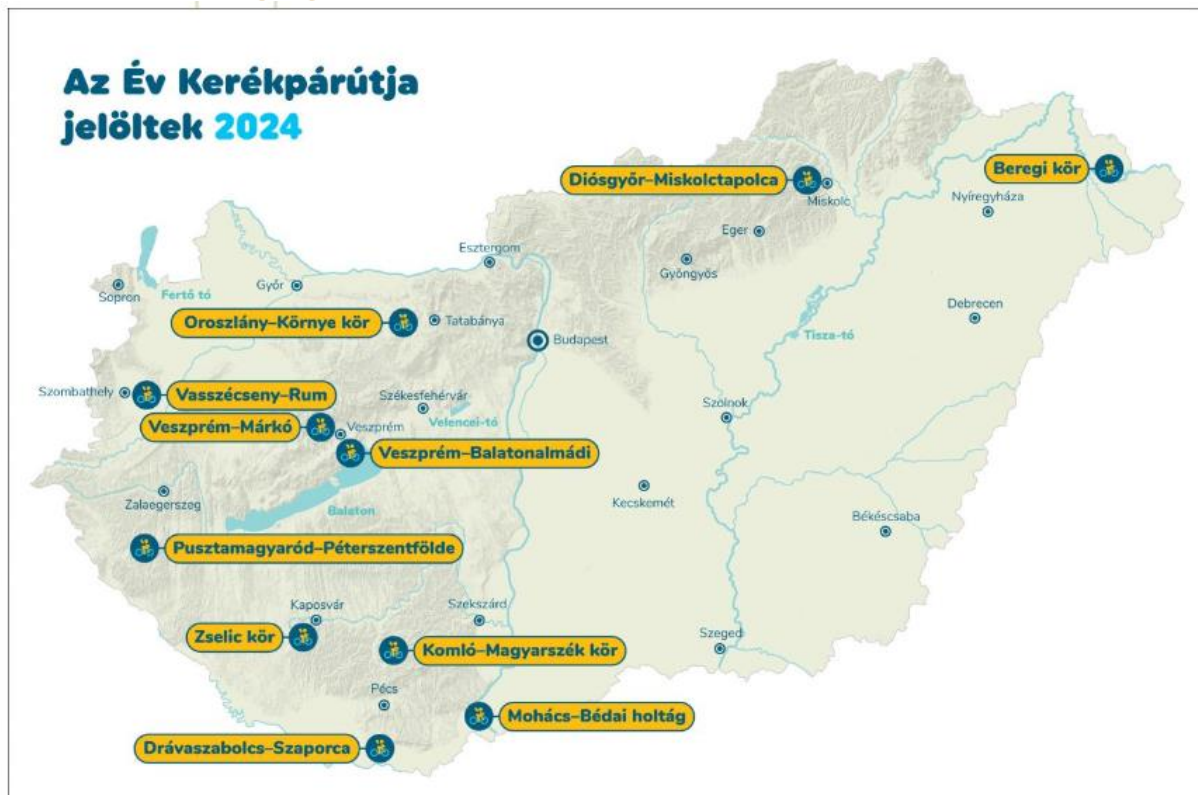 Az Év Kerékpárútja
jelöltek 2024
Diósgyőr–Miskolctapolca
Beregi kör
Miskolc
Nyíregyháza
Eger
Esztergom
Gyöngyös
Sopron
Fertő tó
Győr
Debrecen
Oroszlány–Környe kör
Tatabánya
Budapest
Tisza-tó
Szombathely
Vasszécseny–Rum
Székesfehérvár
Velencei-tó
Szolnok
Veszprém–Márkó
Veszprém
Veszprém–Balatonalmádi
Zalaegerszeg
Balaton
Kecskemét
Békéscsaba
Pusztamagyaród–Péterszentfölde
Kaposvár
Szekszárd
Zselic kör
Komló–Magyarszék kör
Szeged
Pécs
Mohács–Bédai holtág
Drávaszabolcs–Szaporca